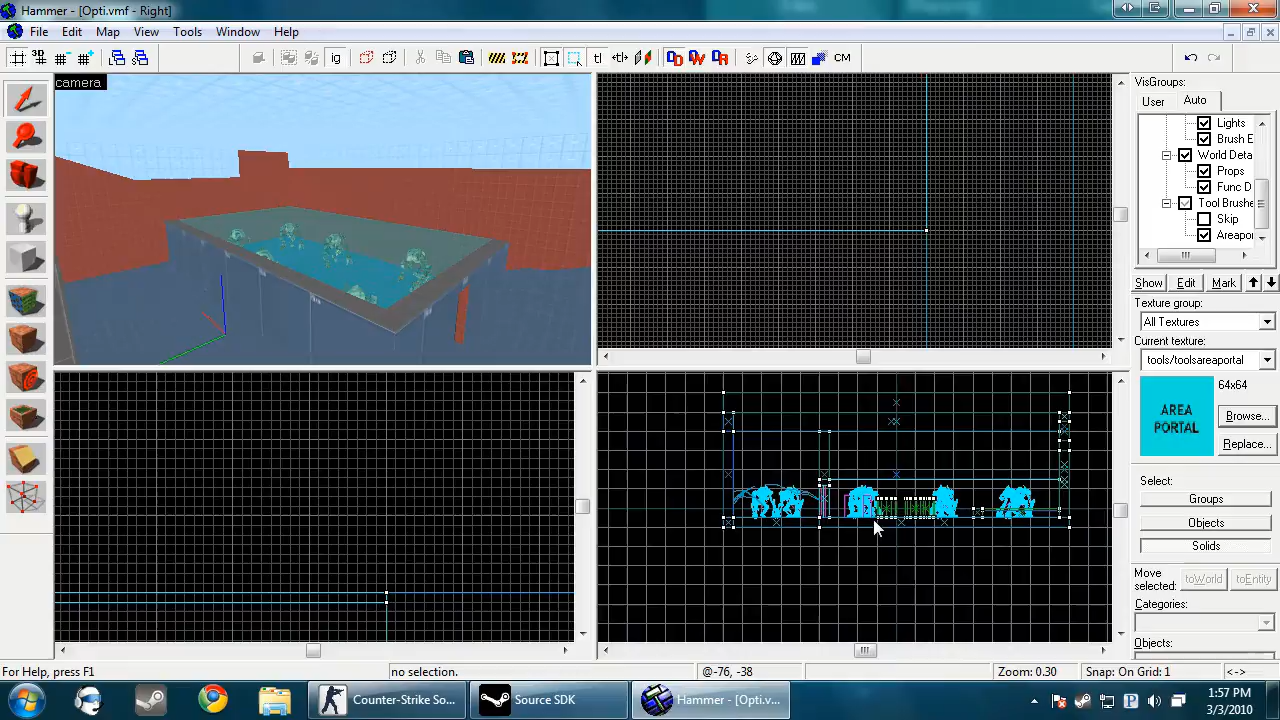 Hammer - [Opti.vmf - Right]
File Edit Map View Tools Window Help
3D
ig
tl
CM
camera
VisGroups:
User Auto
Lights
Brush E
World Deta
Props
Func D
Tool Brushe
Skip
Areapor
Show Edit Mark
Texture group:
All Textures
Current texture:
tools/toolsareaportal
AREA
PORTAL
64x64
Browse...
Replace...
Select:
Groups
Objects
Solids
Move
selected:
toWorld toEntity
Categories:
Objects:
For Help, press F1
no selection.
@-76, -38
Zoom: 0.30
Snap: On Grid: 1
<->
Counter-Strike So...
Source SDK
Hammer - [Opti.v...
1:57 PM
3/3/2010